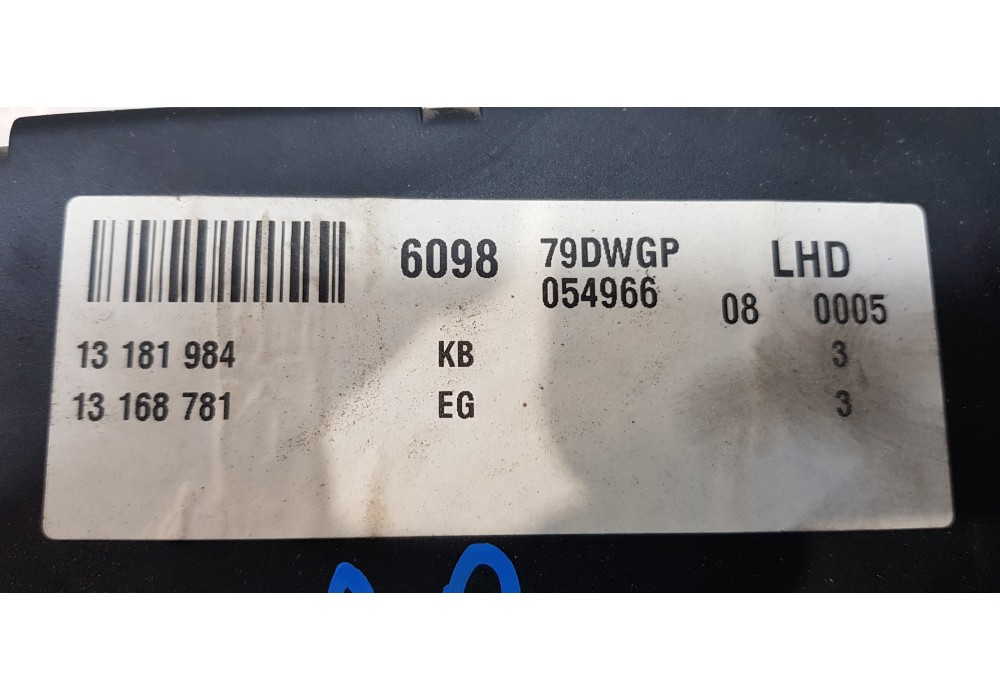 6098 79DWGP LHD
054966 08 0005
13 181 984 KB 3
13 168 781 EG 3